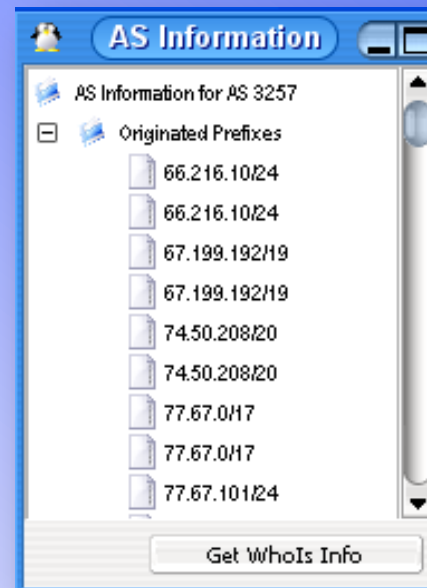 AS Information
AS Information for AS 3257
Originated Prefixes
66.216.10/24
66.216.10/24
67.199.192/19
67.199.192/19
74.50.208/20
74.50.208/20
77.67.0/17
77.67.0/17
77.67.101/24
Get WhoIs Info